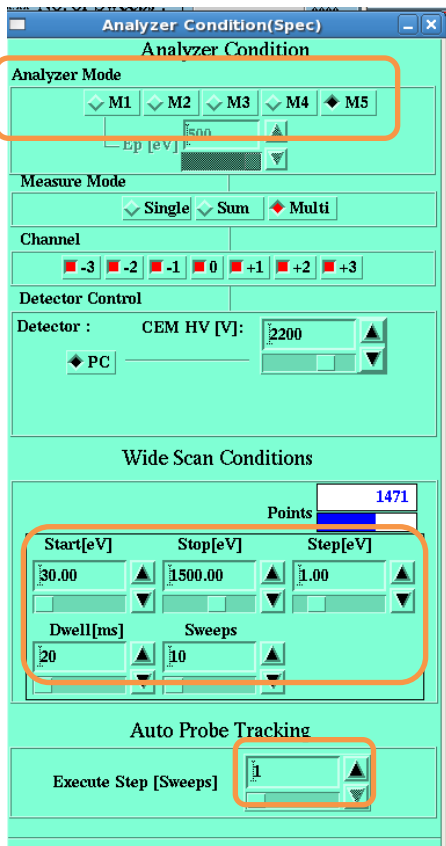 Analyzer Condition(Spec)
Analyzer Condition
Analyzer Mode
M1 M2 M3 M4 M5
Ep [eV] 500
Measure Mode
Single Sum Multi
Channel
-3 -2 -1 0 +1 +2 +3
Detector Control
Detector : CEM HV [V]: 2200
PC
Wide Scan Conditions
1471
Points
Start[eV] Stop[eV] Step[eV]
30.00 1500.00 1.00
Dwell[ms] Sweeps
20 10
Auto Probe Tracking
1
Execute Step [Sweeps]